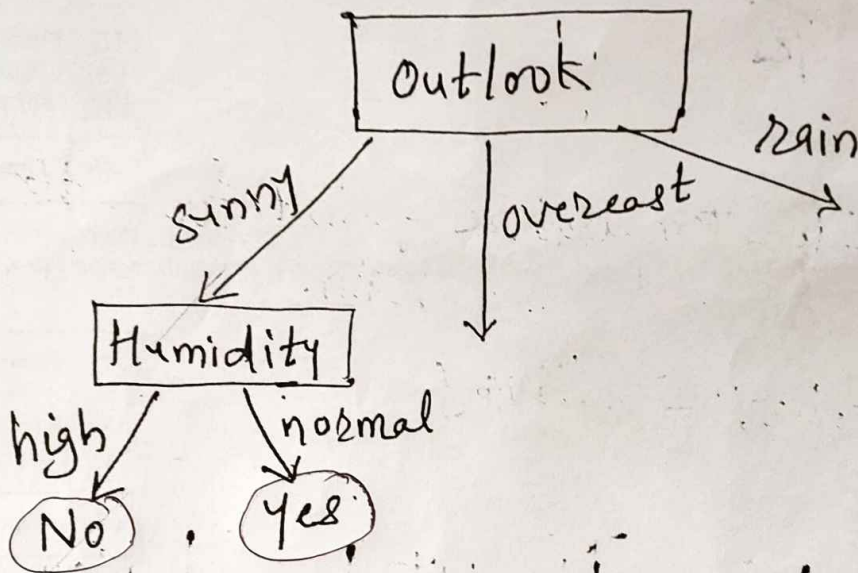 Outlook
sunny
overcast
rain
Humidity
high
normal
No
yes